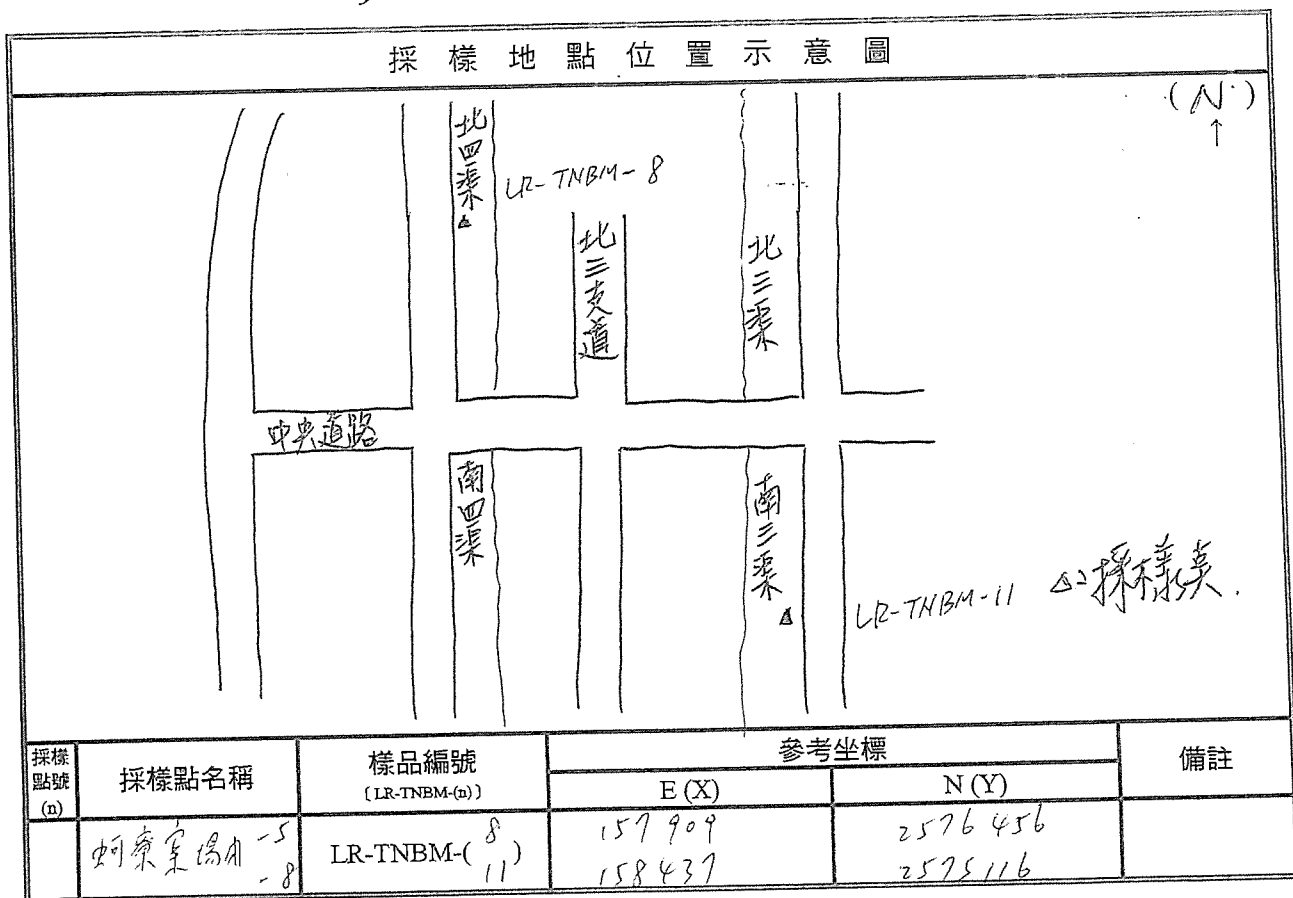 採樣地點位置示意圖
(N)
↑
北四渠
LR-TNBM-8
北三支道
北三渠
中央道路
南四渠
南三渠
LR-TNBM-11
△:採樣點.
採樣點號(n)
採樣點名稱
樣品編號
〔LR-TNBM-(n)〕
參考坐標
E (X)
N (Y)
備註
蚵寮
-5
-8
LR-TNBM-(
8
11
)
157909
2576456
158437
2575116